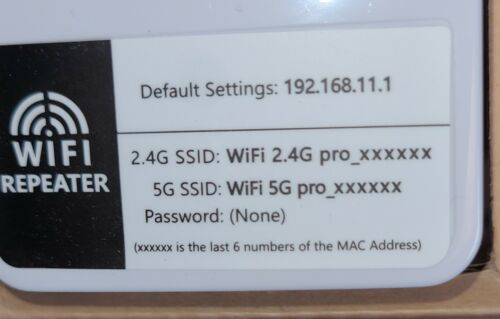 WIFI
REPEATER
Default Settings: 192.168.11.1
2.4G SSID: WiFi 2.4G pro_xxxxxx
5G SSID: WiFi 5G pro_xxxxxx
Password: (None)
(xxxxxx is the last 6 numbers of the MAC Address)